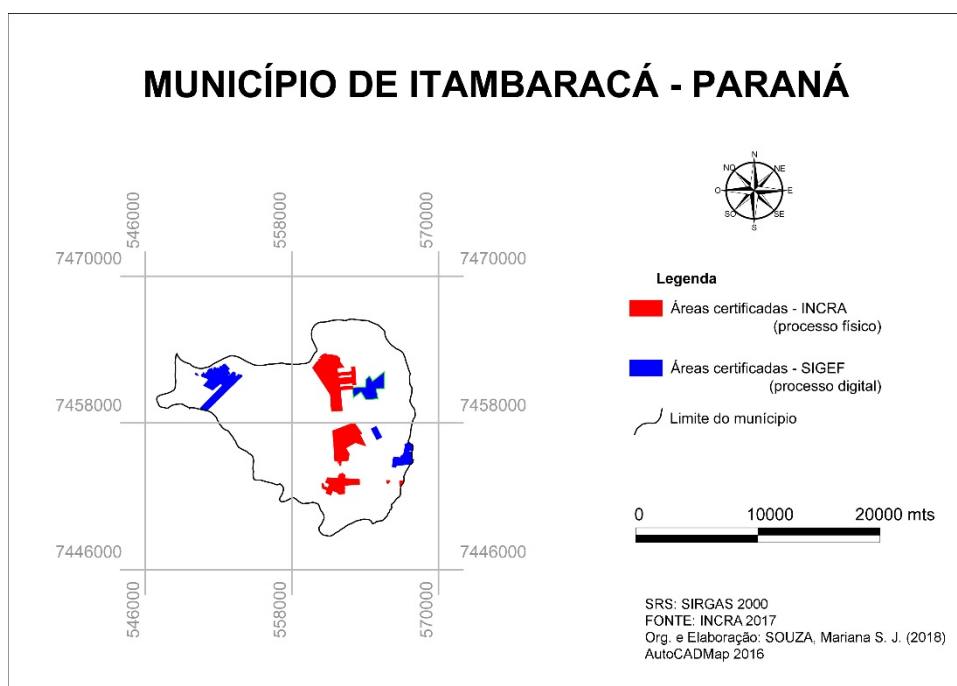 MUNICÍPIO DE ITAMBARACÁ - PARANÁ
N
NO
NE
O
E
SO
SE
S
546000
558000
570000
7470000
7470000
7458000
7458000
7446000
7446000
546000
558000
570000
Legenda
Áreas certificadas - INCRA
(processo físico)
Áreas certificadas - SIGEF
(processo digital)
Limite do município
0
10000
20000 mts
SRS: SIRGAS 2000
FONTE: INCRA 2017
Org. e Elaboração: SOUZA, Mariana S. J. (2018)
AutoCADMap 2016